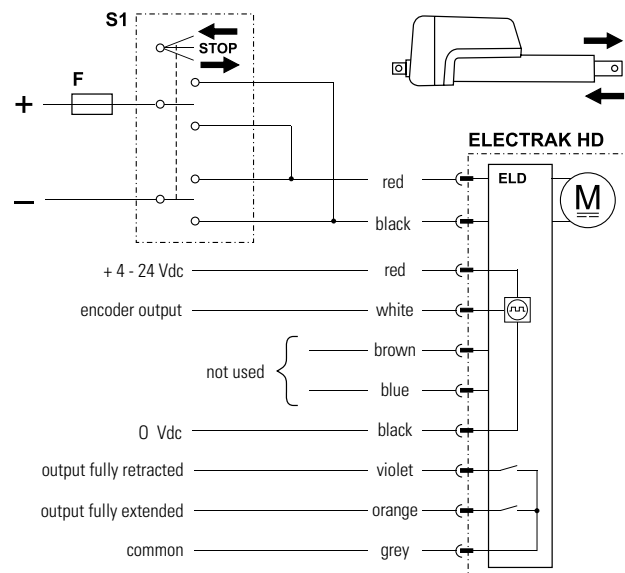 S1
STOP
F
+
–
ELECTRAK HD
ELD
M
red
black
+ 4 - 24 Vdc red
encoder output white
not used
brown
blue
0 Vdc black
output fully retracted violet
output fully extended orange
common grey